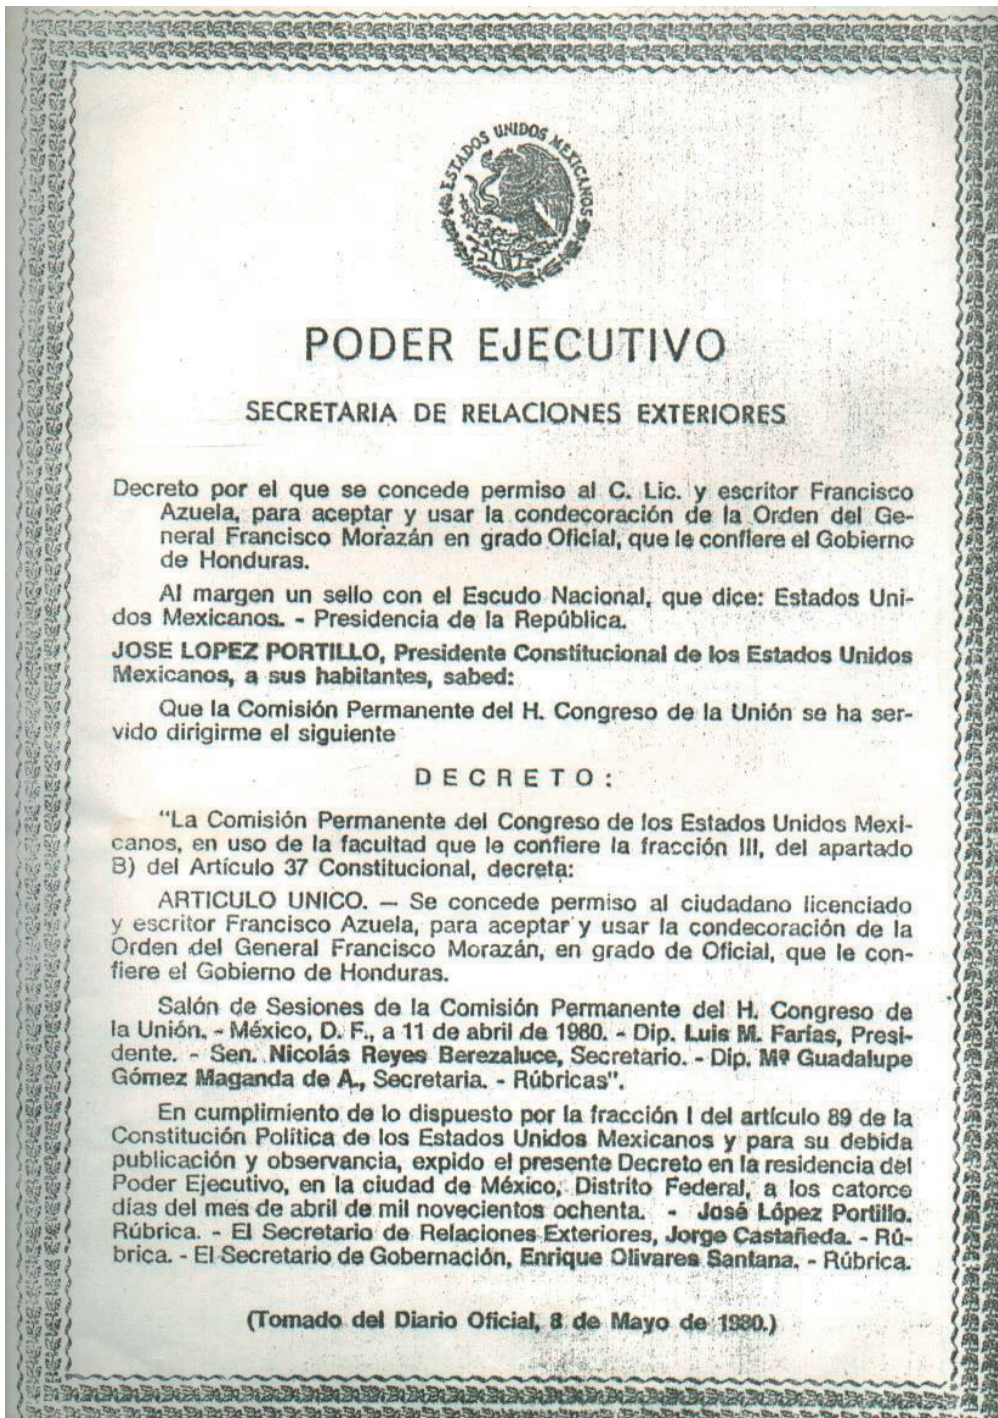 ESTADOS UNIDOS MEXICANOS
PODER EJECUTIVO
SECRETARIA DE RELACIONES EXTERIORES
Decreto por el que se concede permiso al C. Lic. y escritor Francisco
Azuela, para aceptar y usar la condecoración de la Orden del Ge-
neral Francisco Morazán en grado Oficial, que le confiere el Gobierno
de Honduras.
Al margen un sello con el Escudo Nacional, que dice: Estados Uni-
dos Mexicanos. - Presidencia de la República.
JOSE LOPEZ PORTILLO, Presidente Constitucional de los Estados Unidos
Mexicanos, a sus habitantes, sabed:
Que la Comisión Permanente del H. Congreso de la Unión se ha ser-
vido dirigirme el siguiente
DECRETO:
"La Comisión Permanente del Congreso de los Estados Unidos Mexi-
canos, en uso de la facultad que le confiere la fracción III, del apartado
B) del Artículo 37 Constitucional, decreta:
ARTICULO UNICO. — Se concede permiso al ciudadano licenciado
y escritor Francisco Azuela, para aceptar y usar la condecoración de la
Orden del General Francisco Morazán, en grado de Oficial, que le con-
fiere el Gobierno de Honduras.
Salón de Sesiones de la Comisión Permanente del H. Congreso de
la Unión. - México, D. F., a 11 de abril de 1980. - Dip. Luis M. Farías, Presi-
dente. - Sen. Nicolás Reyes Berezaluce, Secretario. - Dip. Mª Guadalupe
Gómez Maganda de A., Secretaria. - Rúbricas".
En cumplimiento de lo dispuesto por la fracción I del artículo 89 de la
Constitución Política de los Estados Unidos Mexicanos y para su debida
publicación y observancia, expido el presente Decreto en la residencia del
Poder Ejecutivo, en la ciudad de México, Distrito Federal, a los catorce
días del mes de abril de mil novecientos ochenta. - José López Portillo.
Rúbrica. - El Secretario de Relaciones Exteriores, Jorge Castañeda. - Rú-
brica. - El Secretario de Gobernación, Enrique Olivares Santana. - Rúbrica.
(Tomado del Diario Oficial, 8 de Mayo de 1980.)